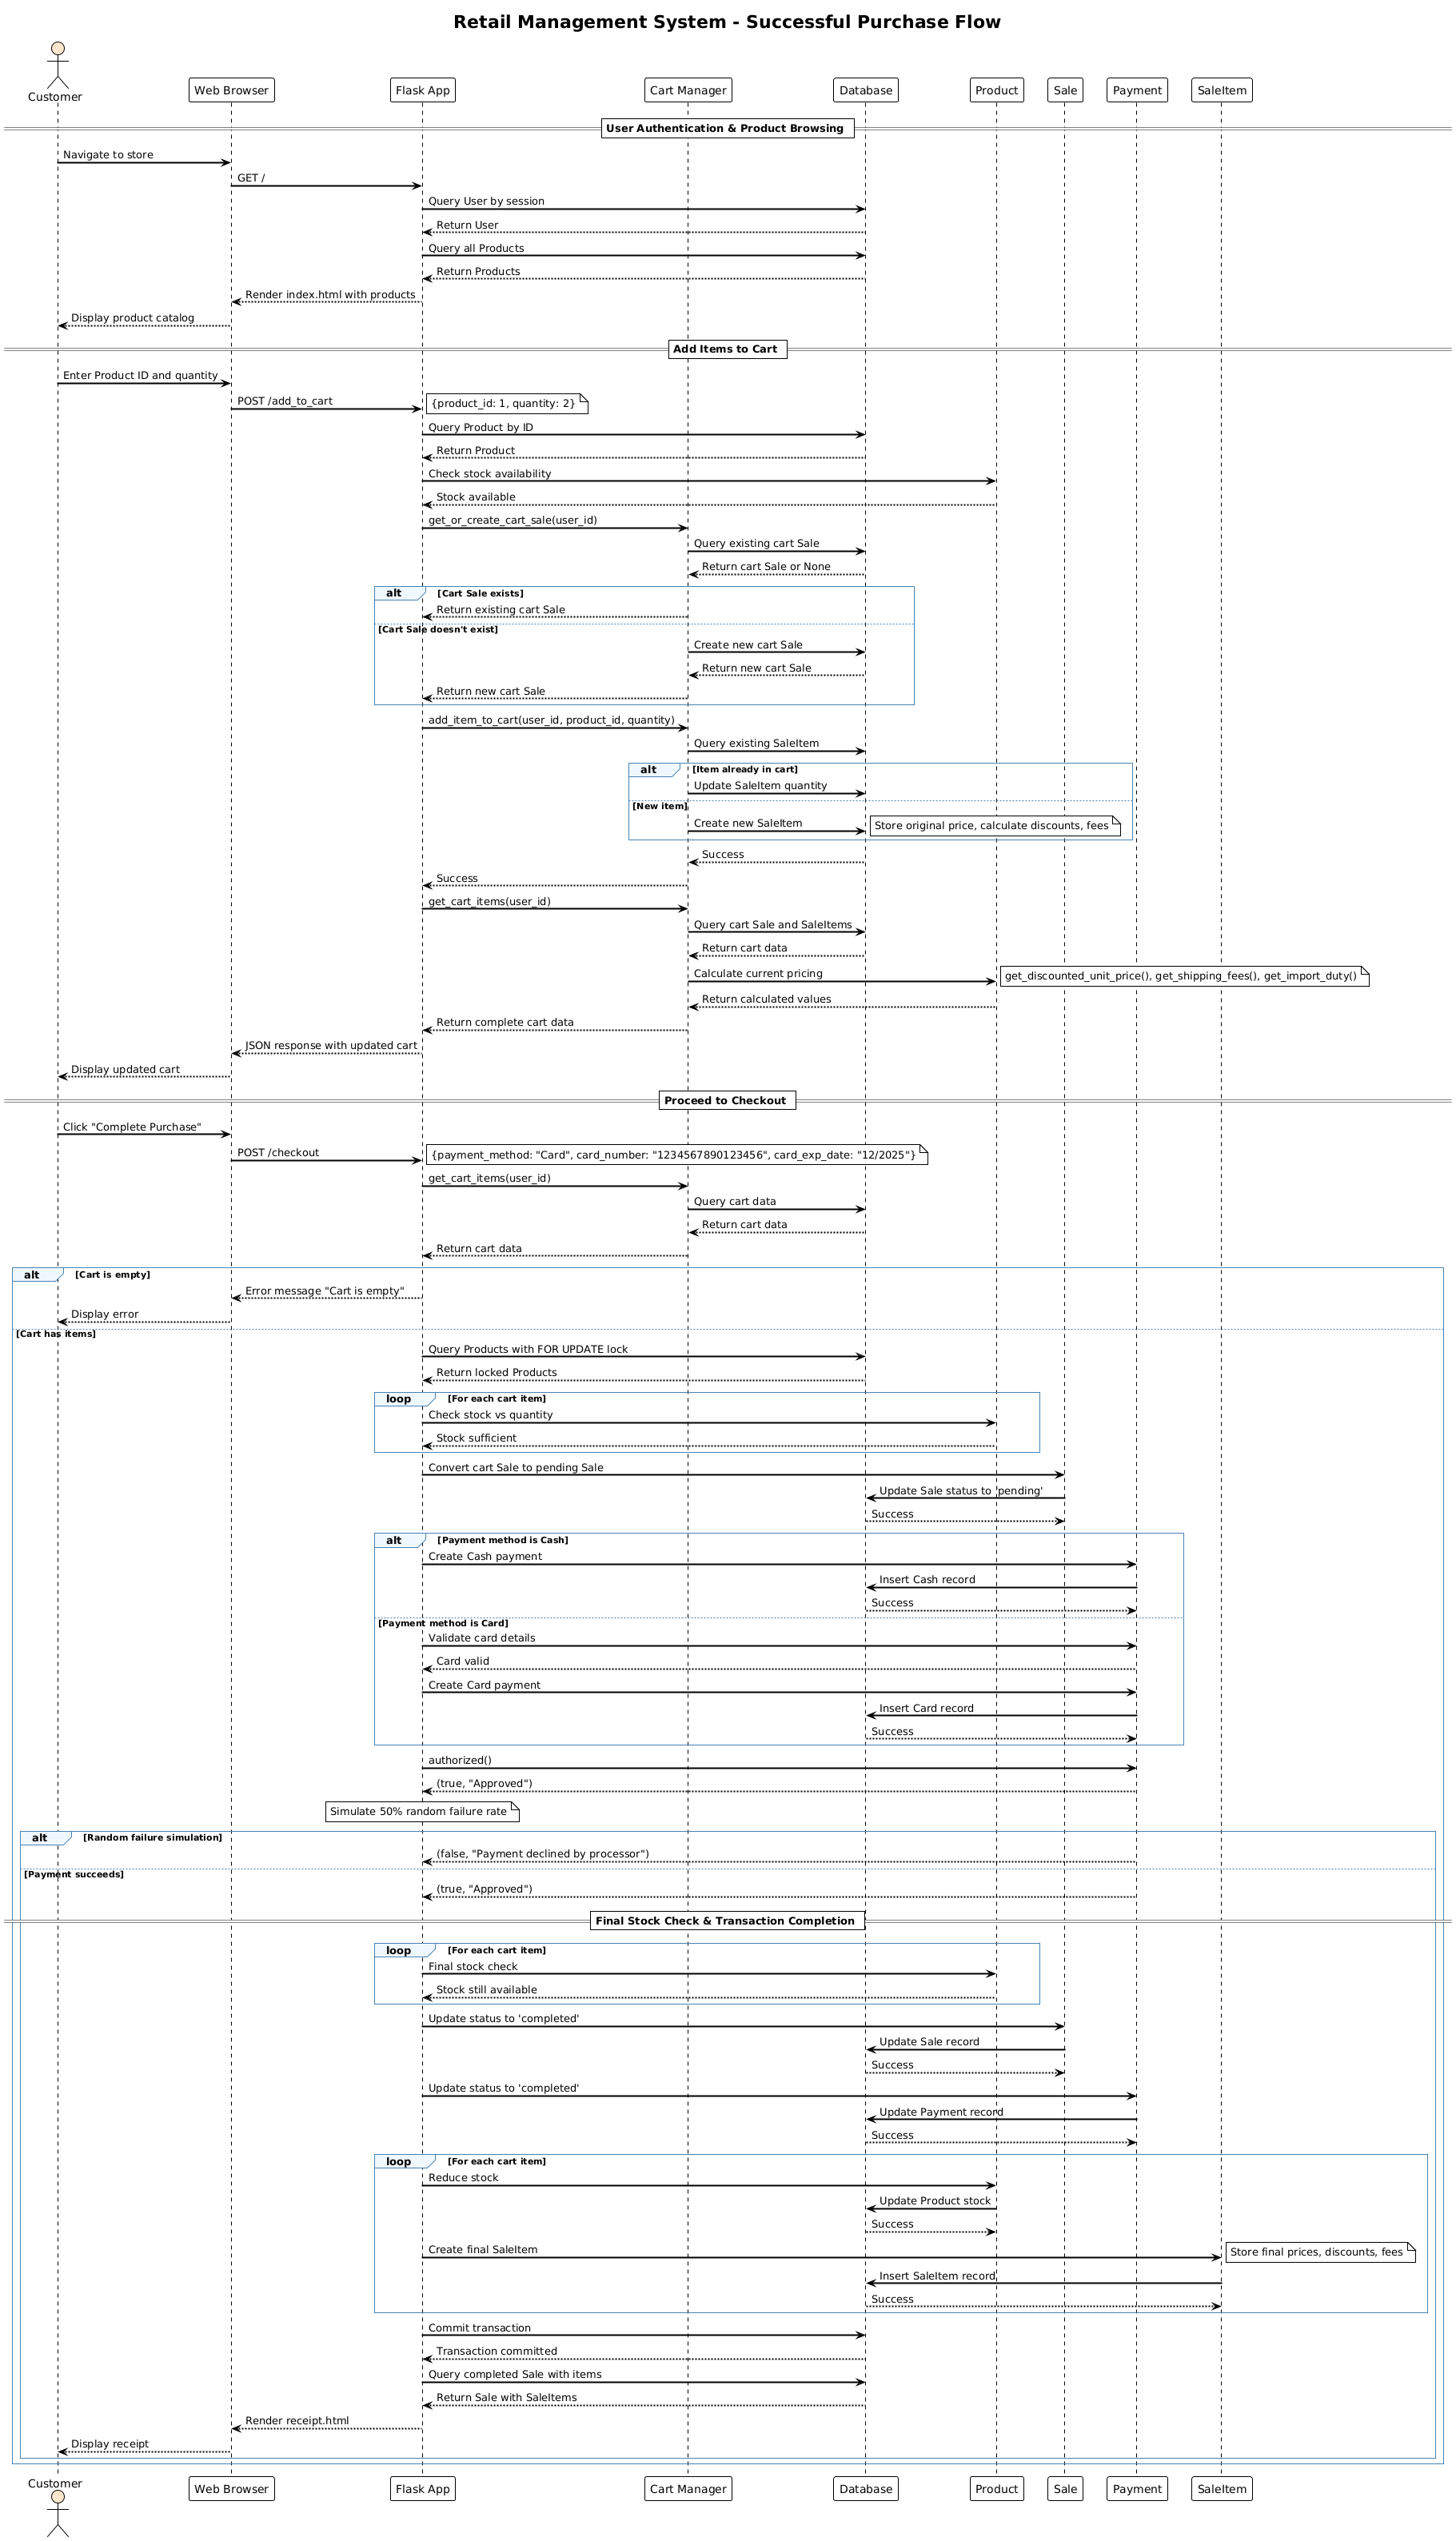 Retail Management System - Successful Purchase Flow
Customer
Web Browser
Flask App
Cart Manager
Database
Product
Sale
Payment
SaleItem
User Authentication & Product Browsing
Navigate to store
GET /
Query User by session
Return User
Query all Products
Return Products
Render index.html with products
Display product catalog
Add Items to Cart
Enter Product ID and quantity
POST /add_to_cart
{product_id: 1, quantity: 2}
Query Product by ID
Return Product
Check stock availability
Stock available
get_or_create_cart_sale(user_id)
Query existing cart Sale
Return cart Sale or None
alt
[Cart Sale exists]
Return existing cart Sale
[Cart Sale doesn't exist]
Create new cart Sale
Return new cart Sale
Return new cart Sale
add_item_to_cart(user_id, product_id, quantity)
Query existing SaleItem
alt
[Item already in cart]
Update SaleItem quantity
[New item]
Create new SaleItem
Store original price, calculate discounts, fees
Success
Success
get_cart_items(user_id)
Query cart Sale and SaleItems
Return cart data
Calculate current pricing
get_discounted_unit_price(), get_shipping_fees(), get_import_duty()
Return calculated values
Return complete cart data
JSON response with updated cart
Display updated cart
Proceed to Checkout
Click "Complete Purchase"
POST /checkout
{payment_method: "Card", card_number: "1234567890123456", card_exp_date: "12/2025"}
get_cart_items(user_id)
Query cart data
Return cart data
Return cart data
alt
[Cart is empty]
Error message "Cart is empty"
Display error
[Cart has items]
Query Products with FOR UPDATE lock
Return locked Products
loop
[For each cart item]
Check stock vs quantity
Stock sufficient
Convert cart Sale to pending Sale
Update Sale status to 'pending'
Success
alt
[Payment method is Cash]
Create Cash payment
Insert Cash record
Success
[Payment method is Card]
Validate card details
Card valid
Create Card payment
Insert Card record
Success
authorized()
(true, "Approved")
Simulate 50% random failure rate
alt
[Random failure simulation]
(false, "Payment declined by processor")
[Payment succeeds]
(true, "Approved")
Final Stock Check & Transaction Completion
loop
[For each cart item]
Final stock check
Stock still available
Update status to 'completed'
Update Sale record
Success
Update status to 'completed'
Update Payment record
Success
loop
[For each cart item]
Reduce stock
Update Product stock
Success
Create final SaleItem
Store final prices, discounts, fees
Insert SaleItem record
Success
Commit transaction
Transaction committed
Query completed Sale with items
Return Sale with SaleItems
Render receipt.html
Display receipt
Customer
Web Browser
Flask App
Cart Manager
Database
Product
Sale
Payment
SaleItem